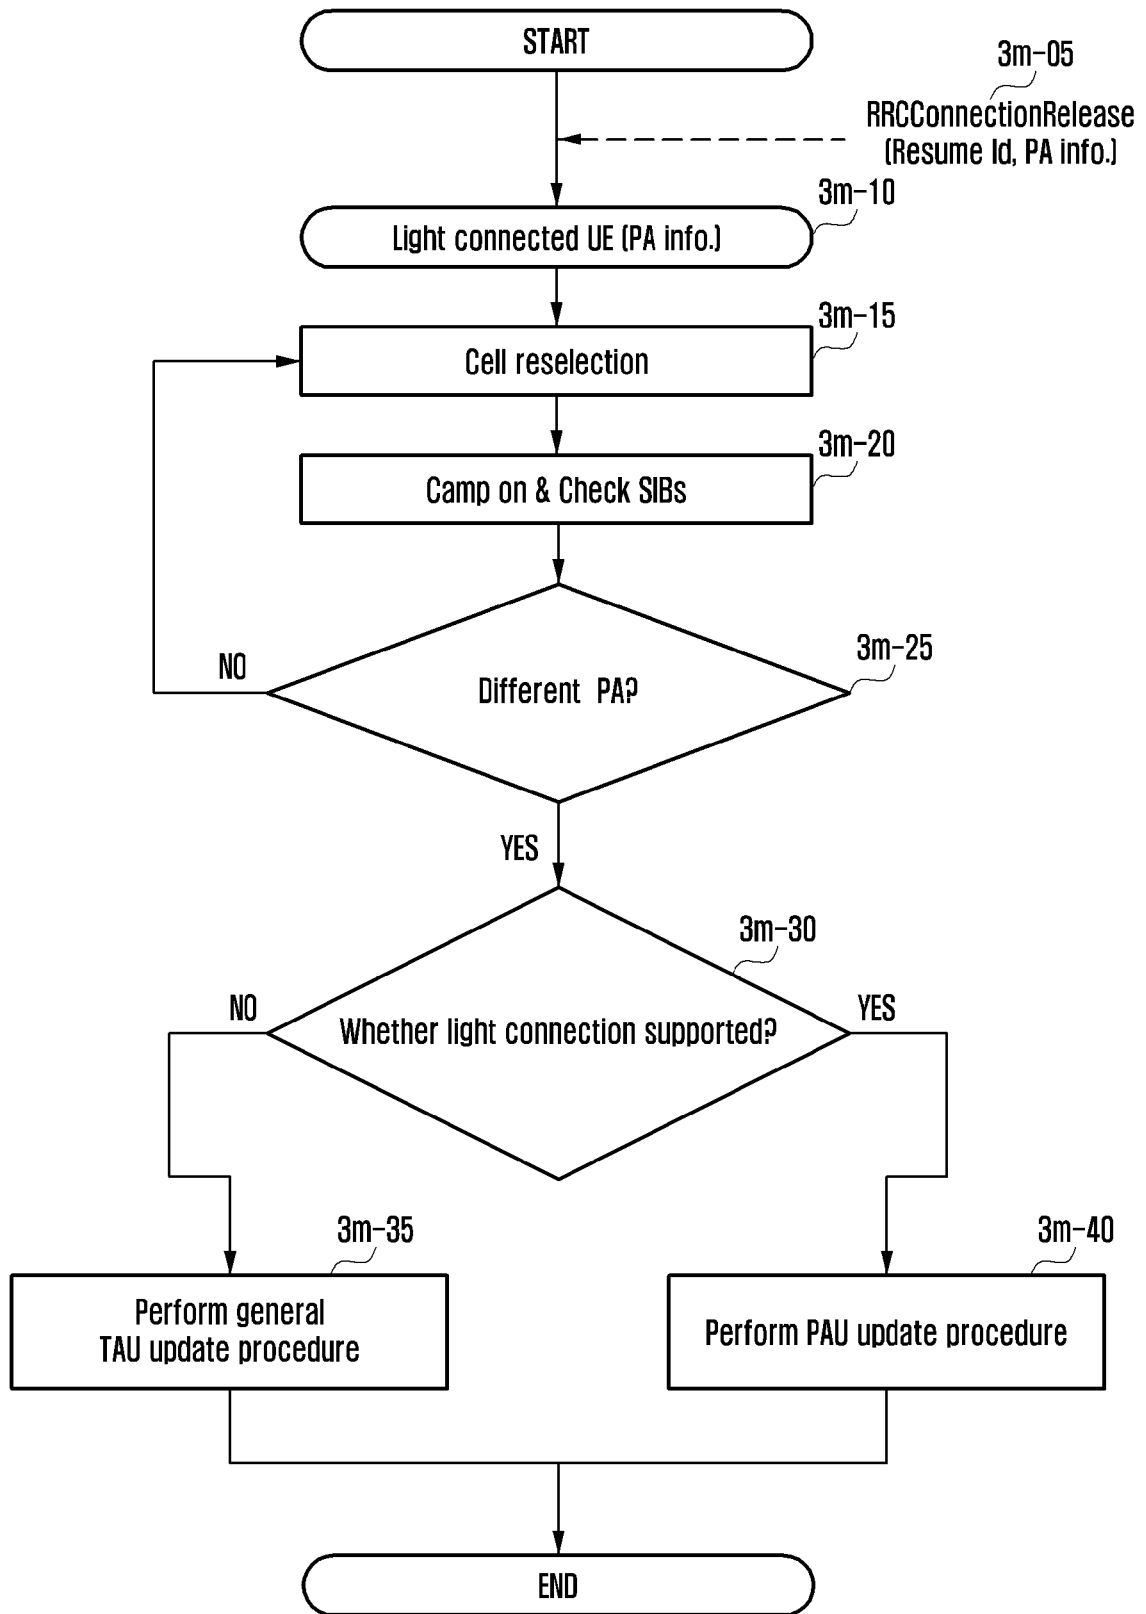 START
3m-05
RRCConnectionRelease
(Resume Id, PA info.)
3m-10
Light connected UE (PA info.)
3m-15
Cell reselection
3m-20
Camp on & Check SIBs
3m-25
NO
Different PA?
YES
3m-30
NO
YES
Whether light connection supported?
3m-35
3m-40
Perform general
TAU update procedure
Perform PAU update procedure
END